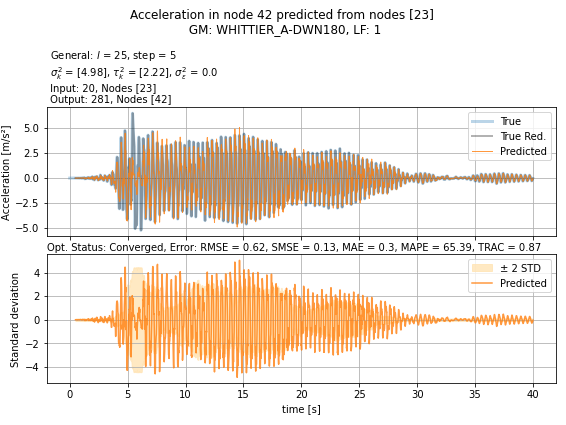 Acceleration in node 42 predicted from nodes [23]
GM: WHITTIER_A-DWN180, LF: 1
General: l = 25, step = 5
σ²ₖ = [4.98], τ²ₖ = [2.22], σ²ε = 0.0
Input: 20, Nodes [23]
Output: 281, Nodes [42]
Acceleration [m/s²]
5.0
2.5
0.0
−2.5
−5.0
True
True Red.
Predicted
Opt. Status: Converged, Error: RMSE = 0.62, SMSE = 0.13, MAE = 0.3, MAPE = 65.39, TRAC = 0.87
Standard deviation
4
2
0
−2
−4
± 2 STD
Predicted
0 5 10 15 20 25 30 35 40
time [s]